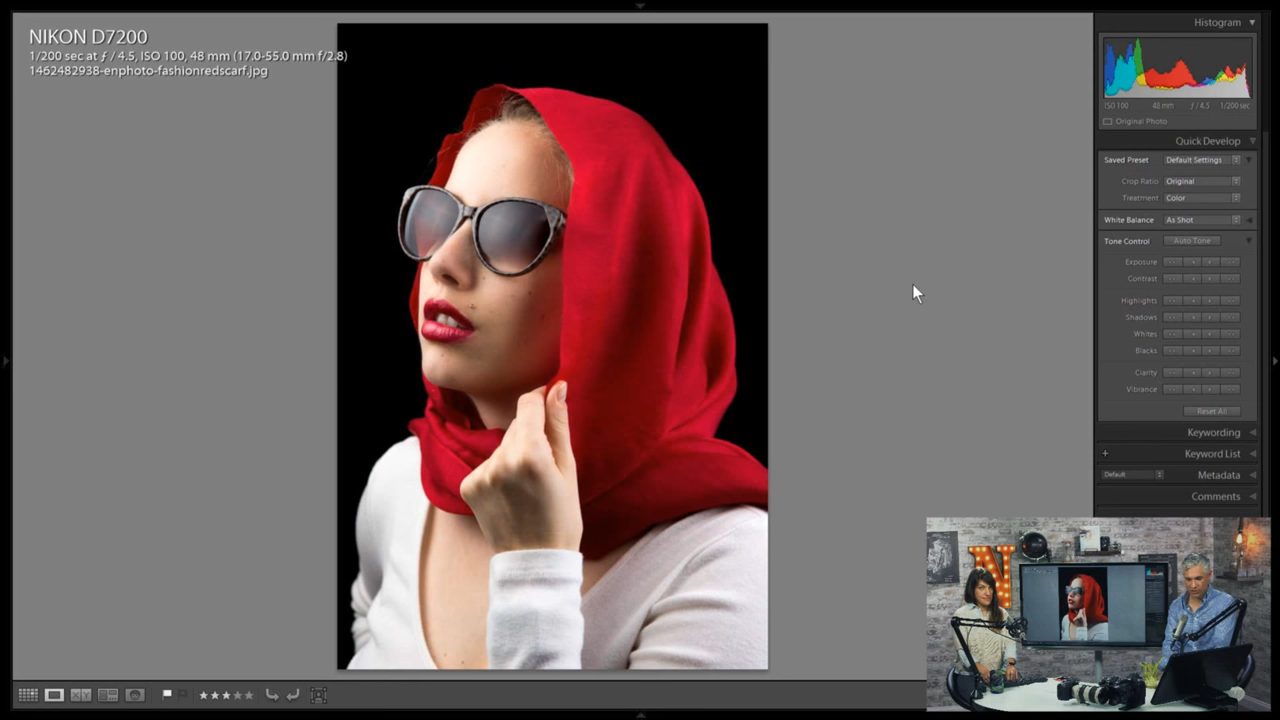 NIKON D7200
1/200 sec at ƒ / 4.5, ISO 100, 48 mm (17.0-55.0 mm f/2.8)
1462482938-enphoto-fashionredscarf.jpg
Histogram
ISO 100 48 mm ƒ / 4.5 1/200 sec
Original Photo
Quick Develop
Saved Preset Default Settings
Crop Ratio Original
Treatment Color
White Balance As Shot
Tone Control Auto Tone
Exposure
Contrast
Highlights
Shadows
Whites
Blacks
Clarity
Vibrance
Reset All
Keywording
+ Keyword List
Default Metadata
Comments
N
X Y